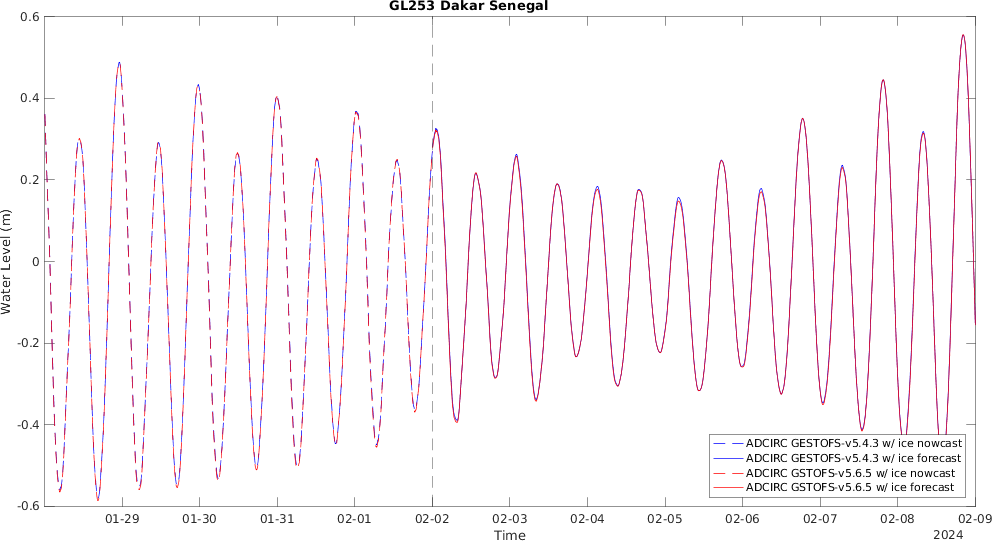 GL253 Dakar Senegal
0.6
0.4
0.2
0
-0.2
-0.4
-0.6
Water Level (m)
ADCIRC GESTOFS-v5.4.3 w/ ice nowcast
ADCIRC GESTOFS-v5.4.3 w/ ice forecast
ADCIRC GSTOFS-v5.6.5 w/ ice nowcast
ADCIRC GSTOFS-v5.6.5 w/ ice forecast
01-29 01-30 01-31 02-01 02-02 02-03 02-04 02-05 02-06 02-07 02-08 02-09
Time
2024